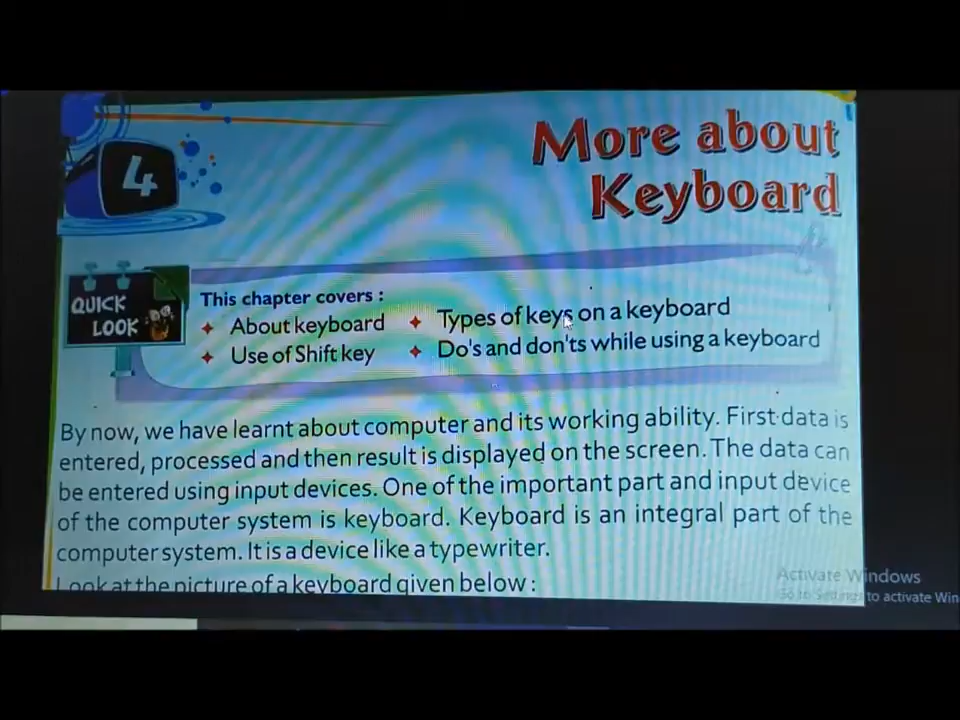 4
More about
Keyboard
QUICK
LOOK
This chapter covers :
About keyboard
Types of keys on a keyboard
Use of Shift key
Do's and don'ts while using a keyboard
By now, we have learnt about computer and its working ability. First data is
entered, processed and then result is displayed on the screen. The data can
be entered using input devices. One of the important part and input device
of the computer system is keyboard. Keyboard is an integral part of the
computer system. It is a device like a typewriter.
Look at the picture of a keyboard given below :
Activate Windows
Go to Settings to activate Win